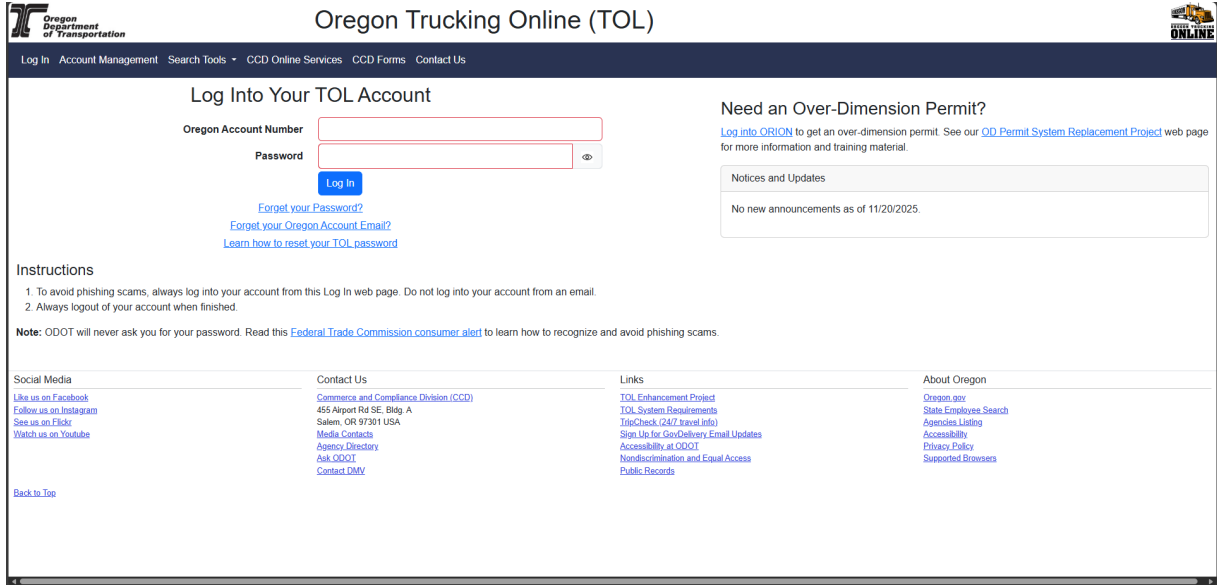 Oregon
Department
of Transportation
Oregon Trucking Online (TOL)
OREGON TRUCKING
ONLINE
Log In Account Management Search Tools CCD Online Services CCD Forms Contact Us
Log Into Your TOL Account
Oregon Account Number
Password
Log In
Forget your Password?
Forget your Oregon Account Email?
Learn how to reset your TOL password
Need an Over-Dimension Permit?
Log into ORION to get an over-dimension permit. See our OD Permit System Replacement Project web page
for more information and training material.
Notices and Updates
No new announcements as of 11/20/2025.
Instructions
1. To avoid phishing scams, always log into your account from this Log In web page. Do not log into your account from an email.
2. Always logout of your account when finished.
Note: ODOT will never ask you for your password. Read this Federal Trade Commission consumer alert to learn how to recognize and avoid phishing scams.
Social Media
Like us on Facebook
Follow us on Instagram
See us on Flickr
Watch us on Youtube
Contact Us
Commerce and Compliance Division (CCD)
455 Airport Rd SE, Bldg. A
Salem, OR 97301 USA
Media Contacts
Agency Directory
Ask ODOT
Contact DMV
Links
TOL Enhancement Project
TOL System Requirements
TripCheck (24/7 travel info)
Sign Up for GovDelivery Email Updates
Accessibility at ODOT
Nondiscrimination and Equal Access
Public Records
About Oregon
Oregon.gov
State Employee Search
Agencies Listing
Accessibility
Privacy Policy
Supported Browsers
Back to Top